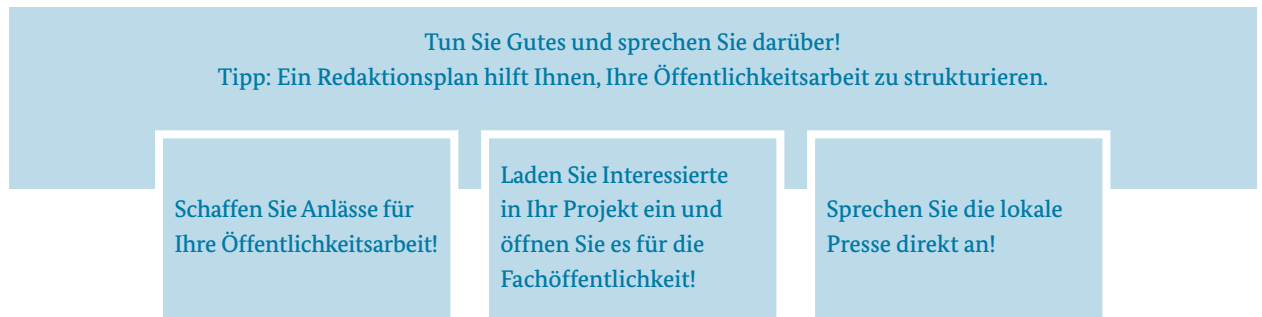 Tun Sie Gutes und sprechen Sie darüber!
Tipp: Ein Redaktionsplan hilft Ihnen, Ihre Öffentlichkeitsarbeit zu strukturieren.
Schaffen Sie Anlässe für
Ihre Öffentlichkeitsarbeit!
Laden Sie Interessierte
in Ihr Projekt ein und
öffnen Sie es für die
Fachöffentlichkeit!
Sprechen Sie die lokale
Presse direkt an!